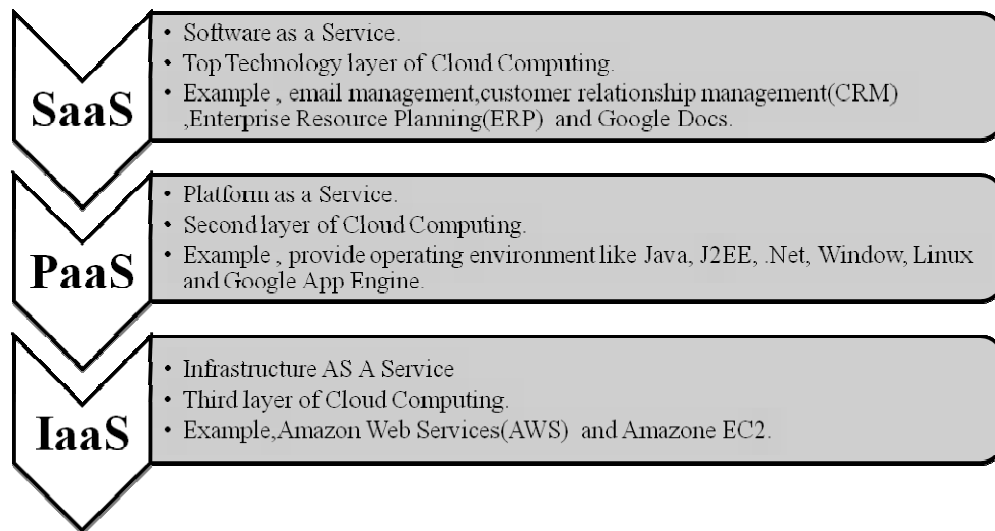 SaaS
• Software as a Service.
• Top Technology layer of Cloud Computing.
• Example , email management,customer relationship management(CRM)
,Enterprise Resource Planning(ERP) and Google Docs.
PaaS
• Platform as a Service.
• Second layer of Cloud Computing.
• Example , provide operating environment like Java, J2EE, .Net, Window, Linux
and Google App Engine.
IaaS
• Infrastructure AS A Service
• Third layer of Cloud Computing.
• Example,Amazon Web Services(AWS) and Amazone EC2.